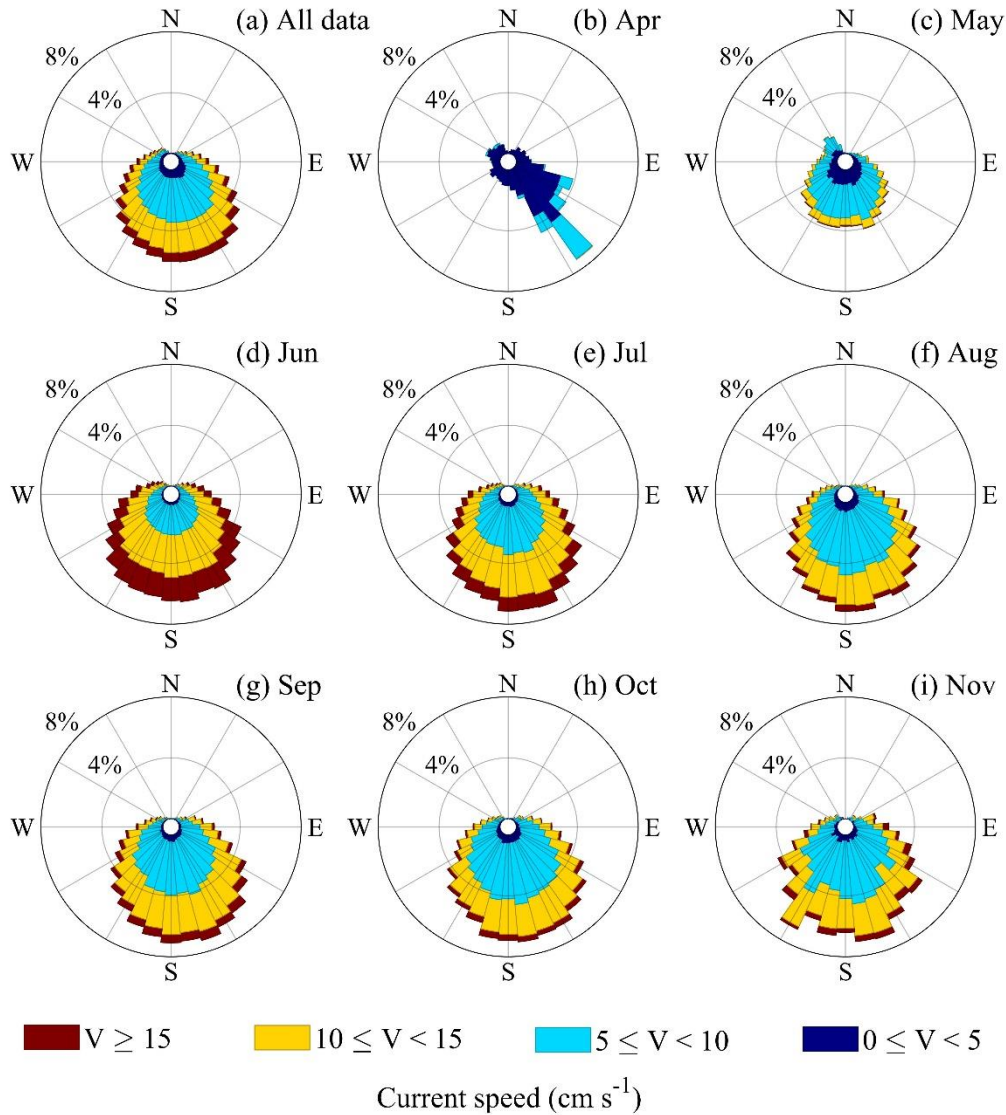 N (a) All data
8%
4%
W E
S
N (b) Apr
8%
4%
W E
S
N (c) May
8%
4%
W E
S
N (d) Jun
8%
4%
W E
S
N (e) Jul
8%
4%
W E
S
N (f) Aug
8%
4%
W E
S
N (g) Sep
8%
4%
W E
S
N (h) Oct
8%
4%
W E
S
N (i) Nov
8%
4%
W E
S
V ≥ 15 10 ≤ V < 15 5 ≤ V < 10 0 ≤ V < 5
Current speed (cm s⁻¹)